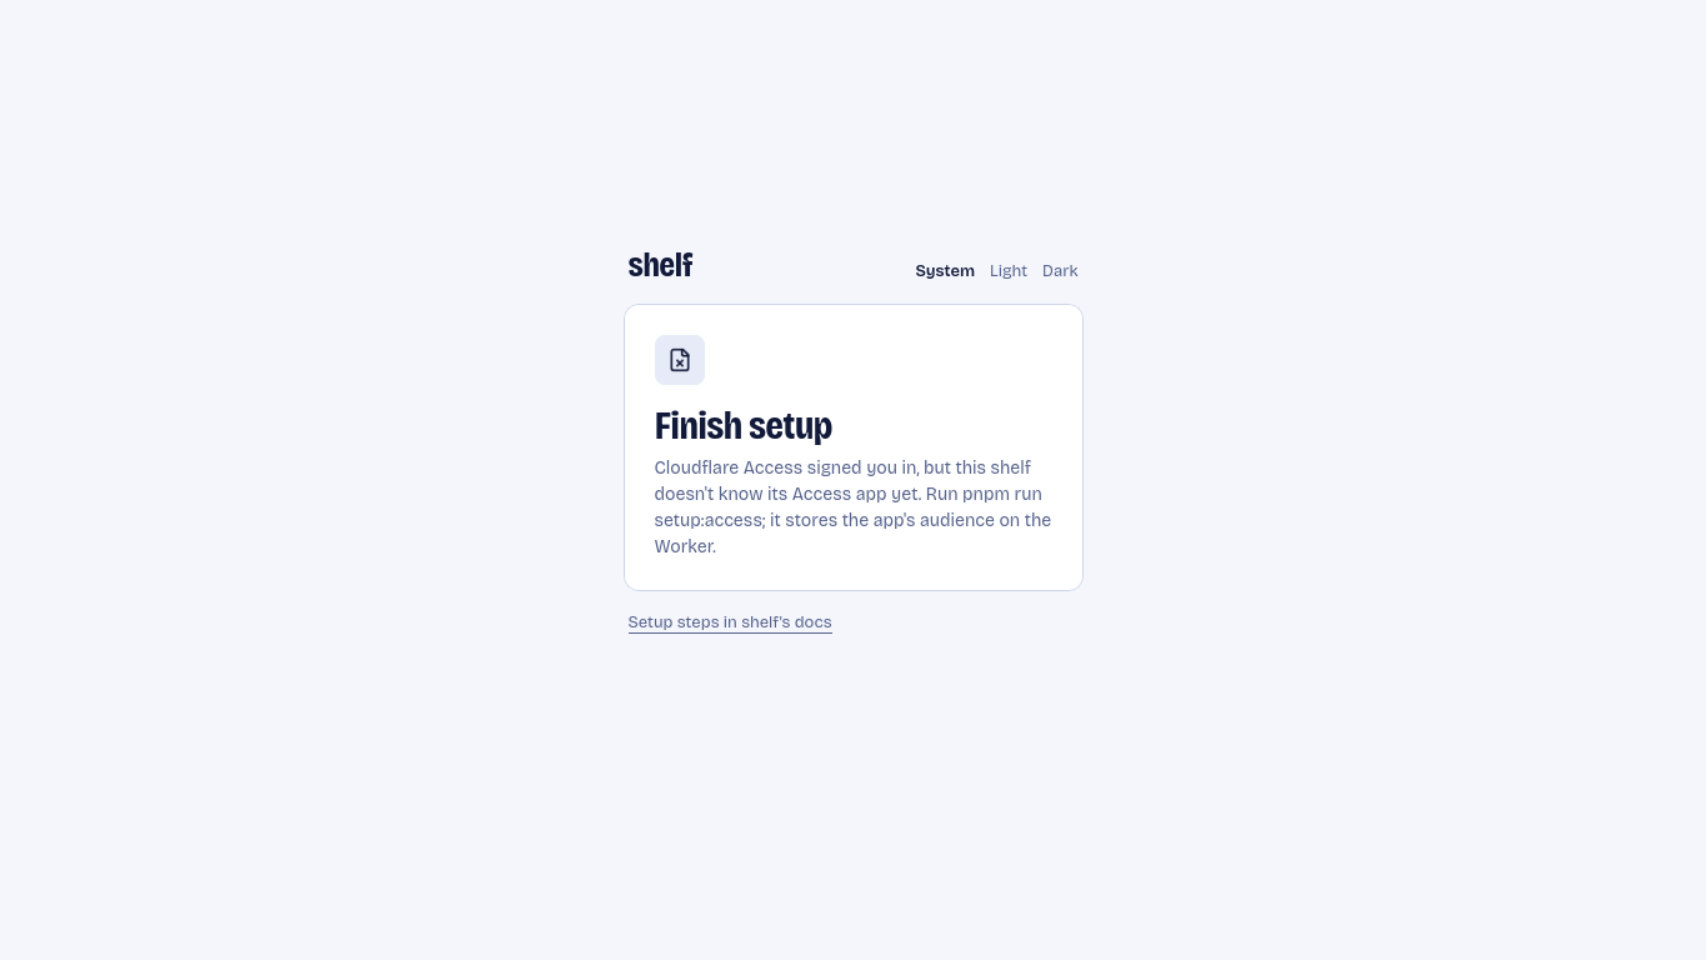 shelf
System Light Dark
Finish setup
Cloudflare Access signed you in, but this shelf
doesn't know its Access app yet. Run pnpm run
setup:access; it stores the app's audience on the
Worker.
Setup steps in shelf's docs